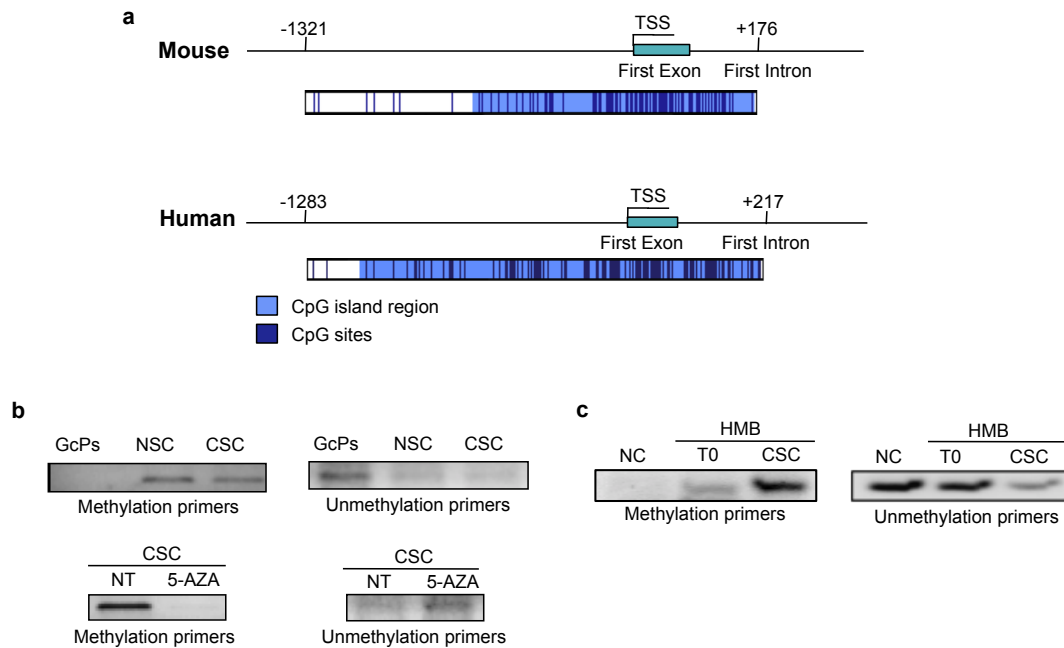 a
TSS
-1321
+176
Mouse
First Exon
First Intron
TSS
-1283
+217
Human
First Exon
First Intron
CpG island region
CpG sites
b
GcPs NSC CSC
Methylation primers
GcPs NSC CSC
Unmethylation primers
CSC
NT 5-AZA
Methylation primers
CSC
NT 5-AZA
Unmethylation primers
c
HMB
NC T0 CSC
Methylation primers
HMB
NC T0 CSC
Unmethylation primers